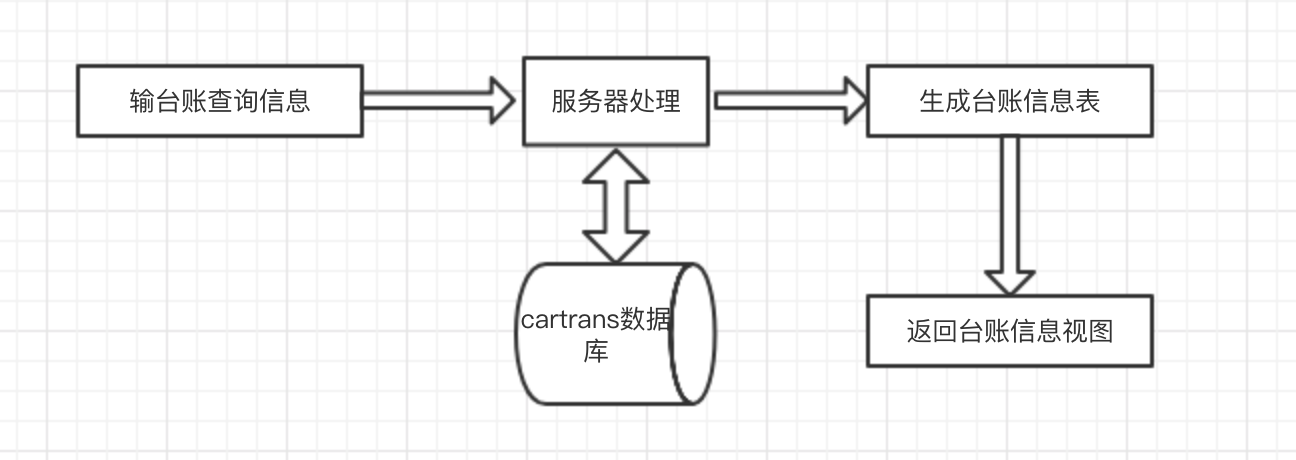 输台账查询信息
服务器处理
生成台账信息表
cartrans数据
库
返回台账信息视图